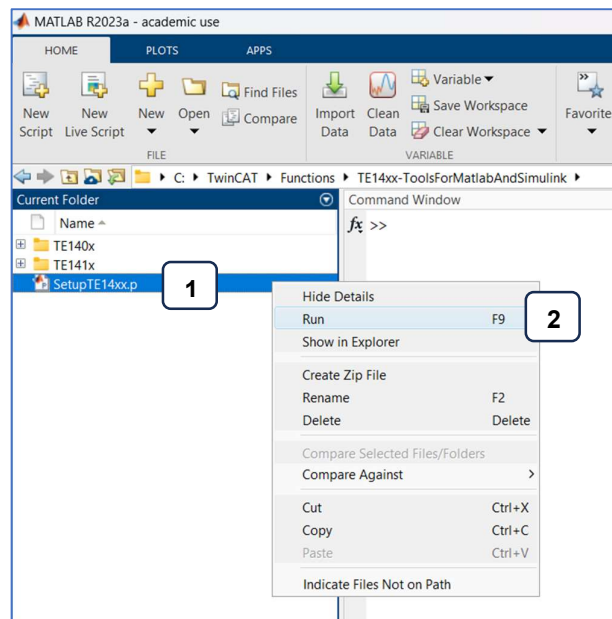 MATLAB R2023a - academic use
HOME PLOTS APPS
New Script
New Live Script
New
Open
Find Files
Compare
FILE
Import Data
Clean Data
Variable
Save Workspace
Clear Workspace
VARIABLE
Favorite
C: TwinCAT Functions TE14xx-ToolsForMatlabAndSimulink
Current Folder
Name
TE140x
TE141x
SetupTE14xx.p
1
Command Window
fx >>
Hide Details
Run F9
2
Show in Explorer
Create Zip File
Rename F2
Delete Delete
Compare Selected Files/Folders
Compare Against
Cut Ctrl+X
Copy Ctrl+C
Paste Ctrl+V
Indicate Files Not on Path